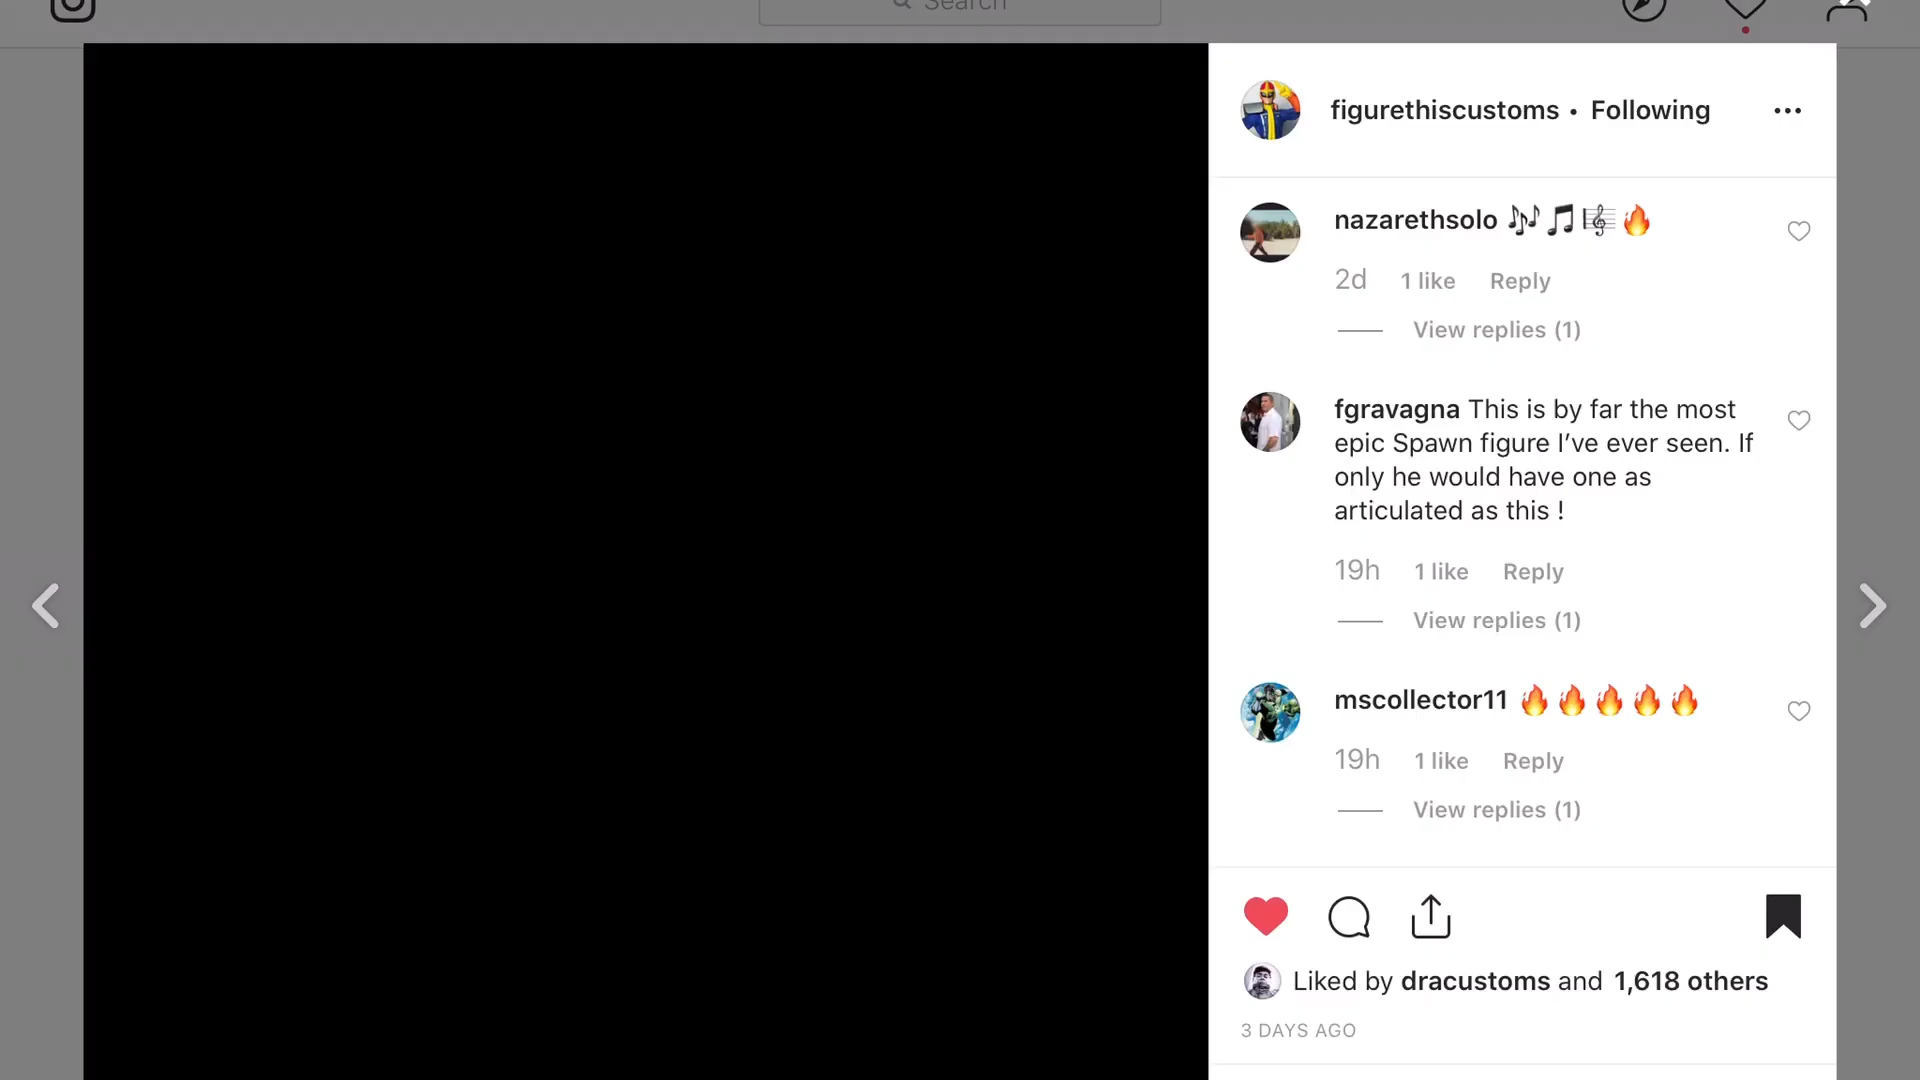 Search
figurethiscustoms • Following
nazarethsolo 🎶🎵🎼🔥
2d 1 like Reply
View replies (1)
fgravagna This is by far the most
epic Spawn figure I’ve ever seen. If
only he would have one as
articulated as this !
19h 1 like Reply
View replies (1)
mscollector11 🔥🔥🔥🔥🔥
19h 1 like Reply
View replies (1)
Liked by dracustoms and 1,618 others
3 DAYS AGO